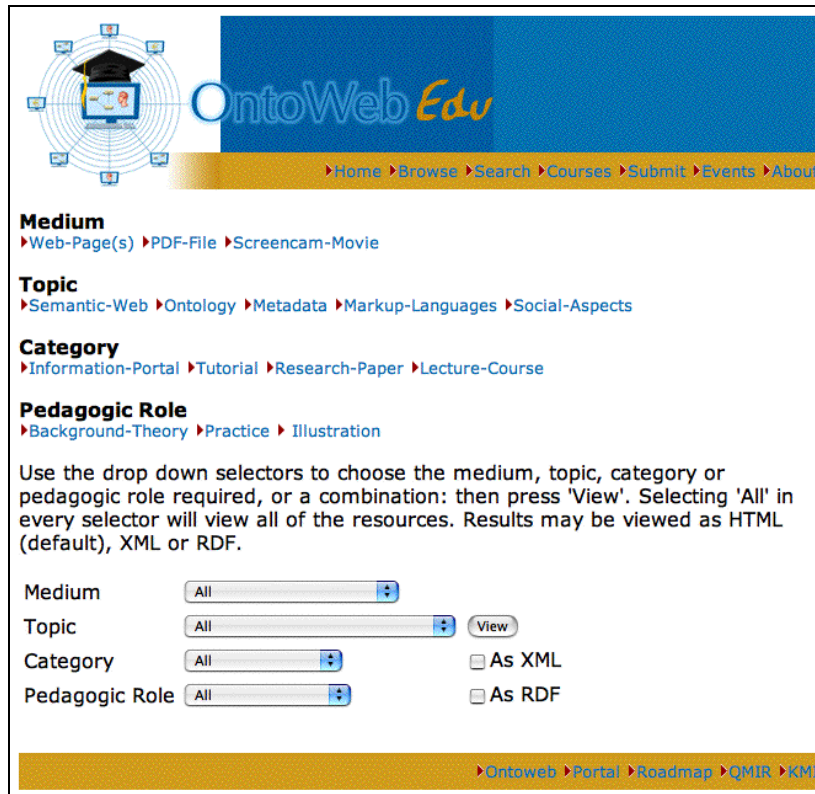 OntoWeb Edu
Home Browse Search Courses Submit Events About
Medium
Web-Page(s) PDF-File Screencam-Movie
Topic
Semantic-Web Ontology Metadata Markup-Languages Social-Aspects
Category
Information-Portal Tutorial Research-Paper Lecture-Course
Pedagogic Role
Background-Theory Practice Illustration
Use the drop down selectors to choose the medium, topic, category or
pedagogic role required, or a combination: then press 'View'. Selecting 'All' in
every selector will view all of the resources. Results may be viewed as HTML
(default), XML or RDF.
Medium All
Topic All View
Category All As XML
Pedagogic Role All As RDF
Ontoweb Portal Roadmap QMIR